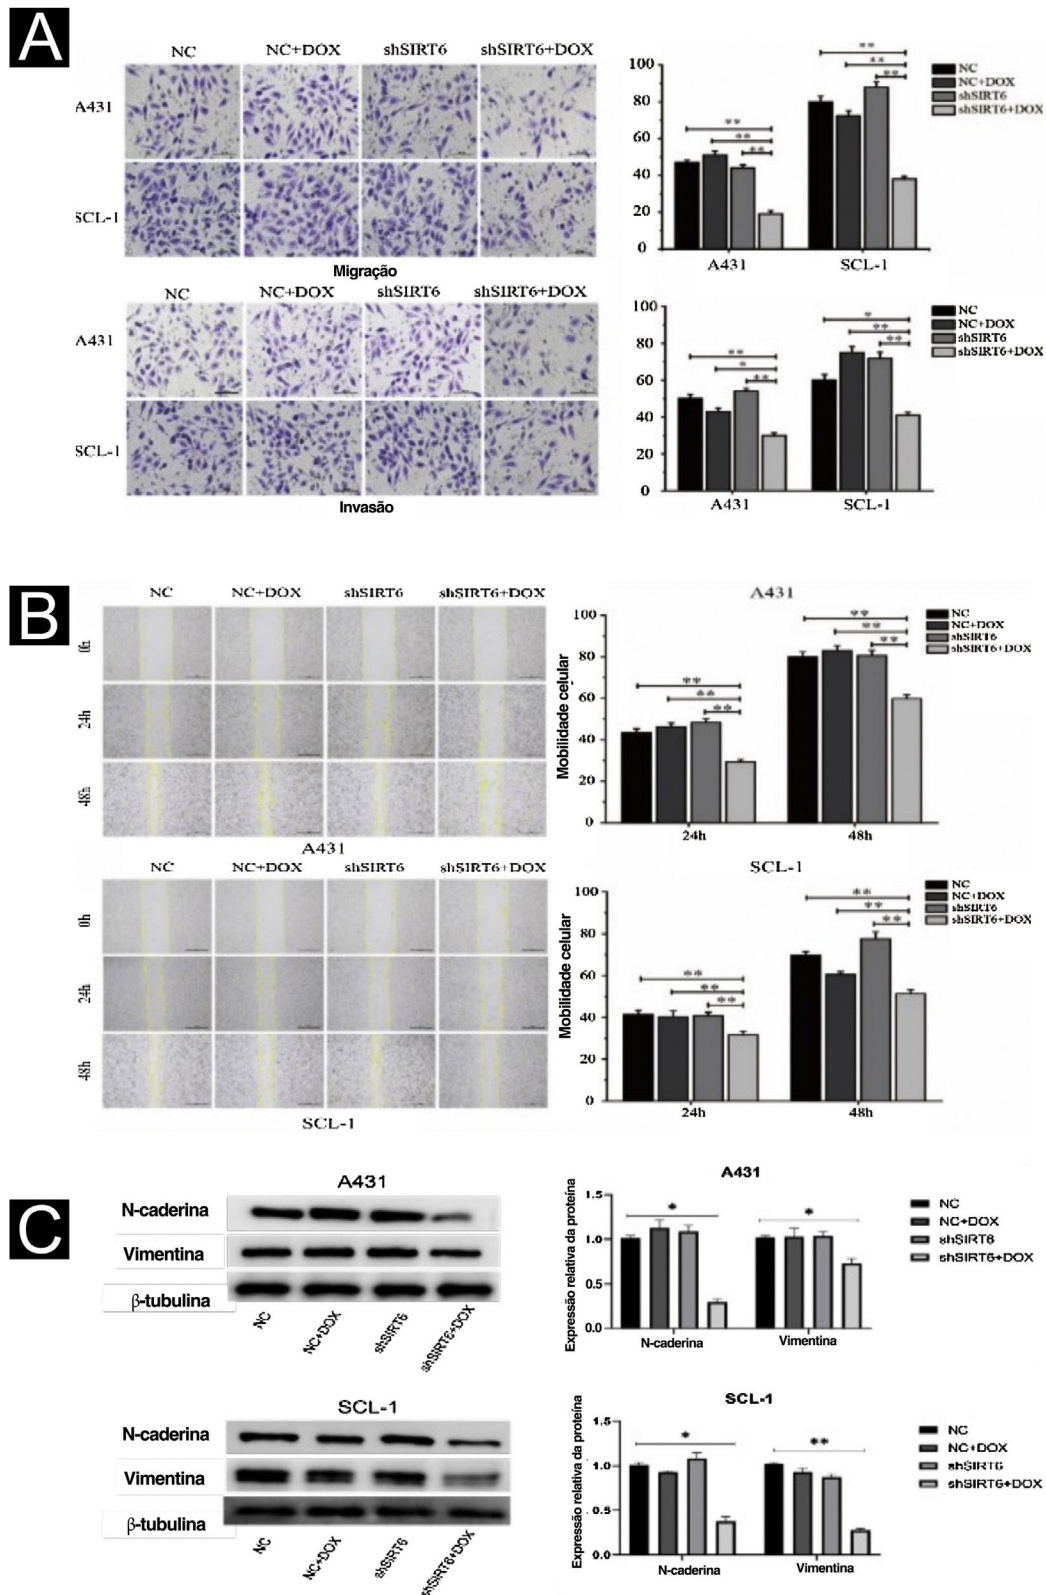 A
NC NC+DOX shSIRT6 shSIRT6+DOX
A431
SCL-1
Migração
100
80
60
40
20
0
** ** **
** ** **
A431 SCL-1
NC
NC+DOX
shSIRT6
shSIRT6+DOX
NC NC+DOX shSIRT6 shSIRT6+DOX
A431
SCL-1
Invasão
100
80
60
40
20
0
** * **
* ** **
A431 SCL-1
NC
NC+DOX
shSIRT6
shSIRT6+DOX
B
NC NC+DOX shSIRT6 shSIRT6+DOX
0h
24h
48h
A431
A431
Mobilidade celular
100
80
60
40
20
0
** ** **
** ** **
24h 48h
NC
NC+DOX
shSIRT6
shSIRT6+DOX
NC NC+DOX shSIRT6 shSIRT6+DOX
0h
24h
48h
SCL-1
SCL-1
Mobilidade celular
100
80
60
40
20
0
** ** **
** ** **
24h 48h
NC
NC+DOX
shSIRT6
shSIRT6+DOX
C
A431
N-caderina
Vimentina
β-tubulina
NC NC+DOX shSIRT6 shSIRT6+DOX
A431
Expressão relativa da proteína
1.5
1.0
0.5
0.0
* *
N-caderina Vimentina
NC
NC+DOX
shSIRT6
shSIRT6+DOX
SCL-1
N-caderina
Vimentina
β-tubulina
NC NC+DOX shSIRT6 shSIRT6+DOX
SCL-1
Expressão relativa da proteína
1.5
1.0
0.5
0.0
* **
N-caderina Vimentina
NC
NC+DOX
shSIRT6
shSIRT6+DOX